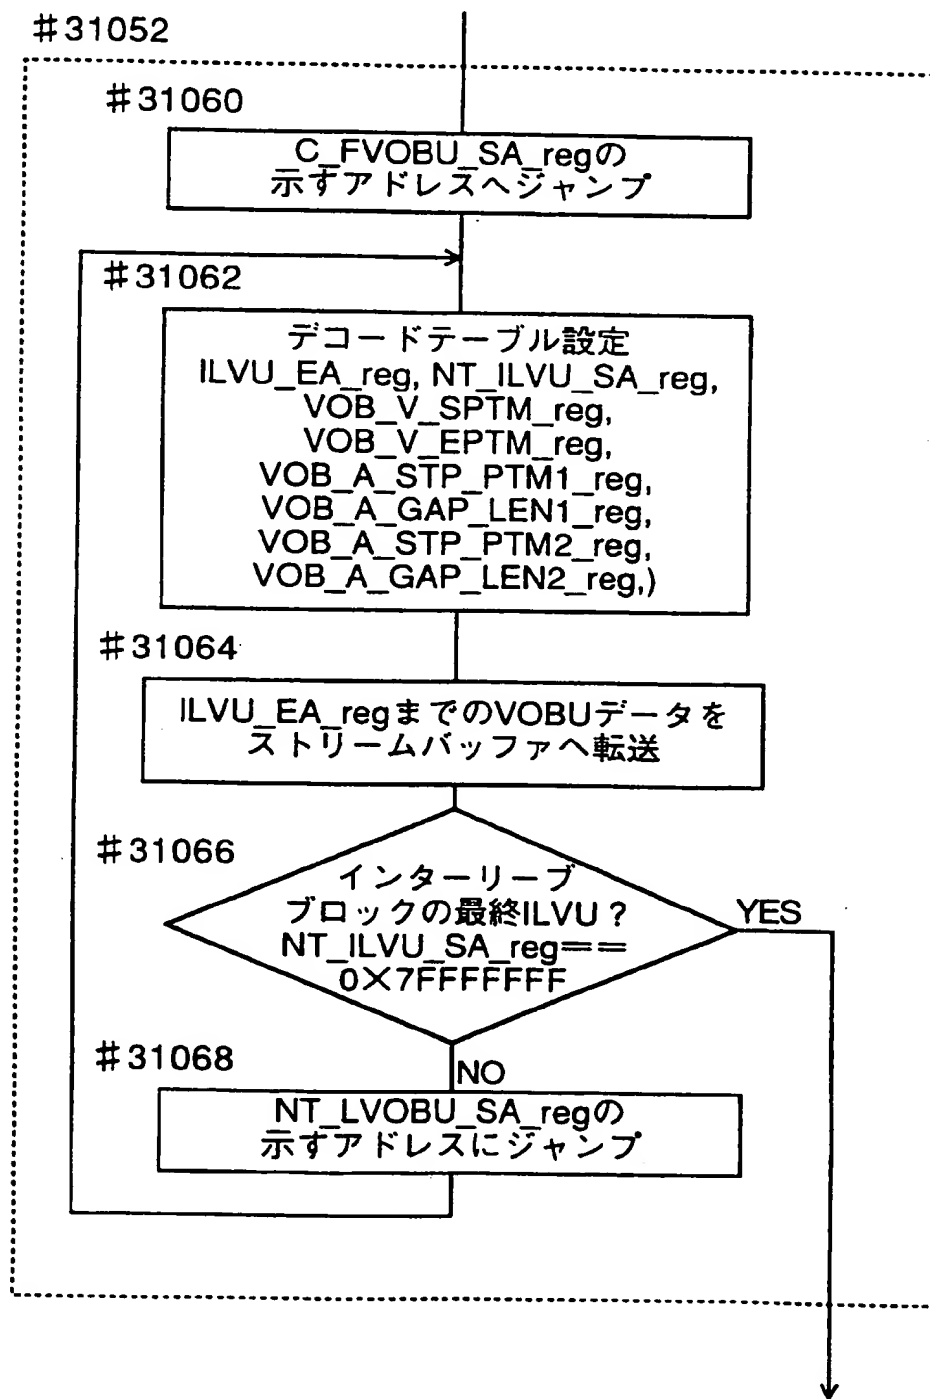 #31052
#31060
C_FVOBU_SA_regの
示すアドレスへジャンプ
#31062
デコードテーブル設定
ILVU_EA_reg, NT_ILVU_SA_reg,
VOB_V_SPTM_reg,
VOB_V_EPTM_reg,
VOB_A_STP_PTM1_reg,
VOB_A_GAP_LEN1_reg,
VOB_A_STP_PTM2_reg,
VOB_A_GAP_LEN2_reg,)
#31064
ILVU_EA_regまでのVOBUデータを
ストリームバッファへ転送
#31066
インターリーブ
ブロックの最終ILVU?
NT_ILVU_SA_reg==
0×7FFFFFFF
YES
#31068
NO
NT_LVOBU_SA_regの
示すアドレスにジャンプ